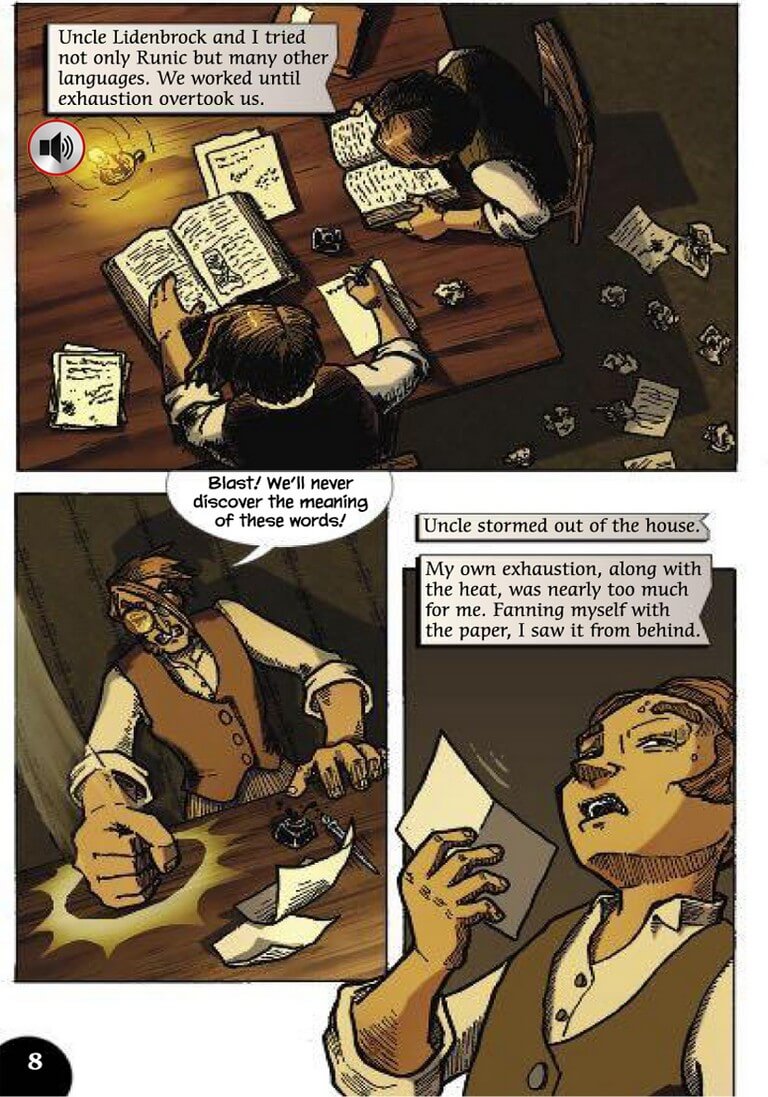 Uncle Lidenbrock and I tried
not only Runic but many other
languages. We worked until
exhaustion overtook us.
Blast! We'll never
discover the meaning
of these words!
Uncle stormed out of the house.
My own exhaustion, along with
the heat, was nearly too much
for me. Fanning myself with
the paper, I saw it from behind.
8